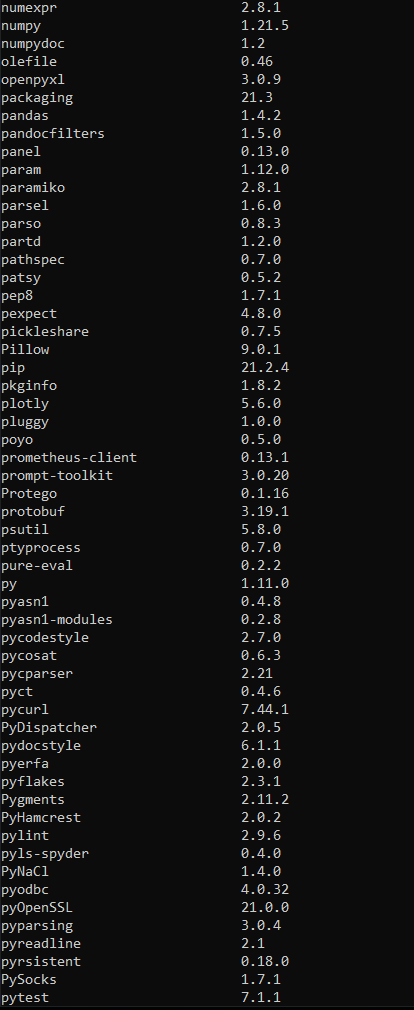 numexpr 2.8.1
numpy 1.21.5
numpydoc 1.2
olefile 0.46
openpyxl 3.0.9
packaging 21.3
pandas 1.4.2
pandocfilters 1.5.0
panel 0.13.0
param 1.12.0
paramiko 2.8.1
parsel 1.6.0
parso 0.8.3
partd 1.2.0
pathspec 0.7.0
patsy 0.5.2
pep8 1.7.1
pexpect 4.8.0
pickleshare 0.7.5
Pillow 9.0.1
pip 21.2.4
pkginfo 1.8.2
plotly 5.6.0
pluggy 1.0.0
poyo 0.5.0
prometheus-client 0.13.1
prompt-toolkit 3.0.20
Protego 0.1.16
protobuf 3.19.1
psutil 5.8.0
ptyprocess 0.7.0
pure-eval 0.2.2
py 1.11.0
pyasn1 0.4.8
pyasn1-modules 0.2.8
pycodestyle 2.7.0
pycosat 0.6.3
pycparser 2.21
pyct 0.4.6
pycurl 7.44.1
PyDispatcher 2.0.5
pydocstyle 6.1.1
pyerfa 2.0.0
pyflakes 2.3.1
Pygments 2.11.2
PyHamcrest 2.0.2
pylint 2.9.6
pyls-spyder 0.4.0
PyNaCl 1.4.0
pyodbc 4.0.32
pyOpenSSL 21.0.0
pyparsing 3.0.4
pyreadline 2.1
pyrsistent 0.18.0
PySocks 1.7.1
pytest 7.1.1